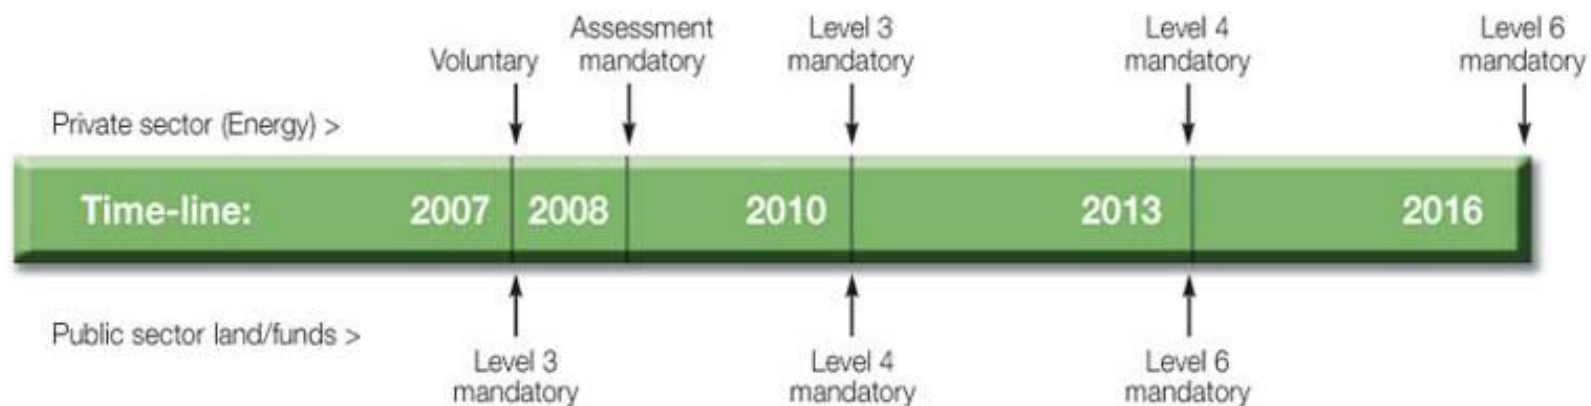 Voluntary
Assessment
mandatory
Level 3
mandatory
Level 4
mandatory
Level 6
mandatory
Private sector (Energy) >
Time-line: 2007 2008 2010 2013 2016
Public sector land/funds >
Level 3
mandatory
Level 4
mandatory
Level 6
mandatory